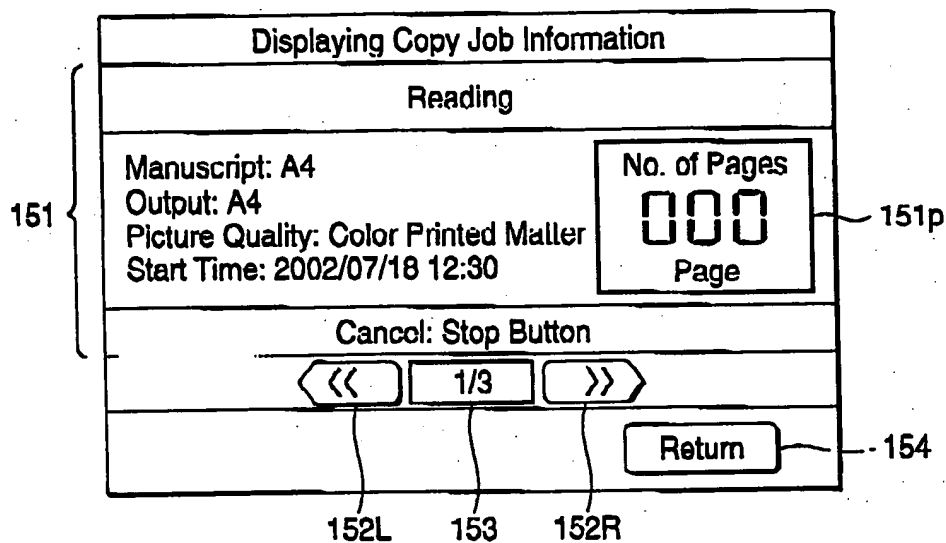 Displaying Copy Job Information
Reading
Manuscript: A4
Output: A4
Picture Quality: Color Printed Matter
Start Time: 2002/07/18 12:30
No. of Pages
000
Page
151
151p
Cancel: Stop Button
<< 1/3 >>
Return
154
152L 153 152R